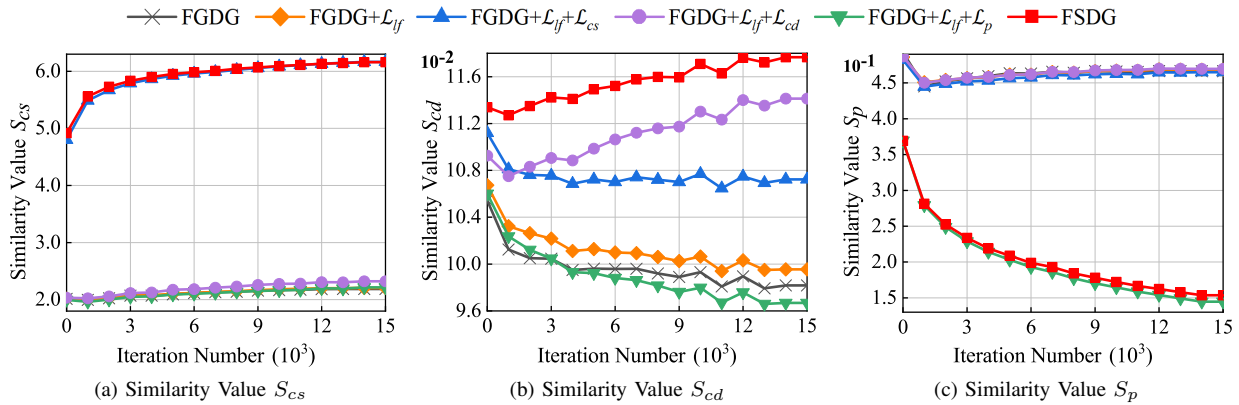 FGDG FGDG+ℒlf FGDG+ℒlf+ℒcs FGDG+ℒlf+ℒcd FGDG+ℒlf+ℒp FSDG
Similarity Value Scs
6.0
5.0
4.0
3.0
2.0
0 3 6 9 12 15
Iteration Number (10³)
(a) Similarity Value Scs
10⁻²
Similarity Value Scd
11.6
11.2
10.8
10.4
10.0
9.6
0 3 6 9 12 15
Iteration Number (10³)
(b) Similarity Value Scd
10⁻¹
Similarity Value Sp
4.5
4.0
3.5
3.0
2.5
2.0
1.5
0 3 6 9 12 15
Iteration Number (10³)
(c) Similarity Value Sp